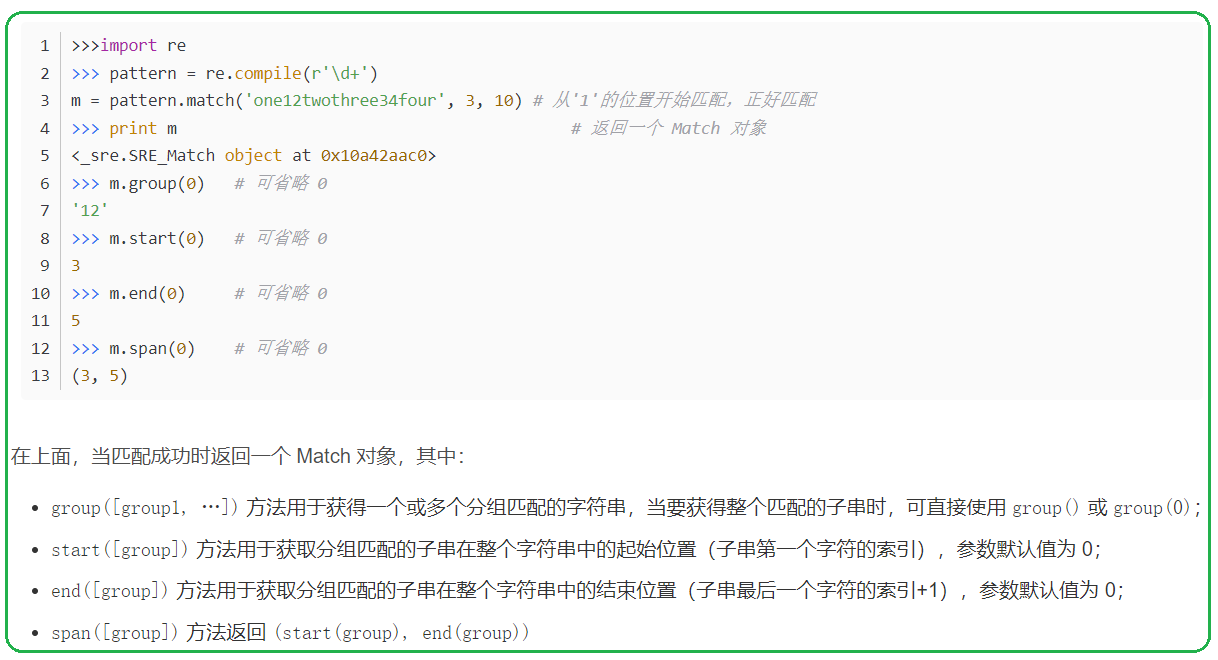 1 >>>import re
2 >>> pattern = re.compile(r'\d+')
3 m = pattern.match('one12twothree34four', 3, 10) # 从'1'的位置开始匹配，正好匹配
4 >>> print m # 返回一个 Match 对象
5 <_sre.SRE_Match object at 0x10a42aac0>
6 >>> m.group(0) # 可省略 0
7 '12'
8 >>> m.start(0) # 可省略 0
9 3
10 >>> m.end(0) # 可省略 0
11 5
12 >>> m.span(0) # 可省略 0
13 (3, 5)
在上面，当匹配成功时返回一个 Match 对象，其中：
• group([group1, …]) 方法用于获得一个或多个分组匹配的字符串，当要获得整个匹配的子串时，可直接使用 group() 或 group(0)；
• start([group]) 方法用于获取分组匹配的子串在整个字符串中的起始位置（子串第一个字符的索引），参数默认值为 0；
• end([group]) 方法用于获取分组匹配的子串在整个字符串中的结束位置（子串最后一个字符的索引+1），参数默认值为 0；
• span([group]) 方法返回 (start(group), end(group))